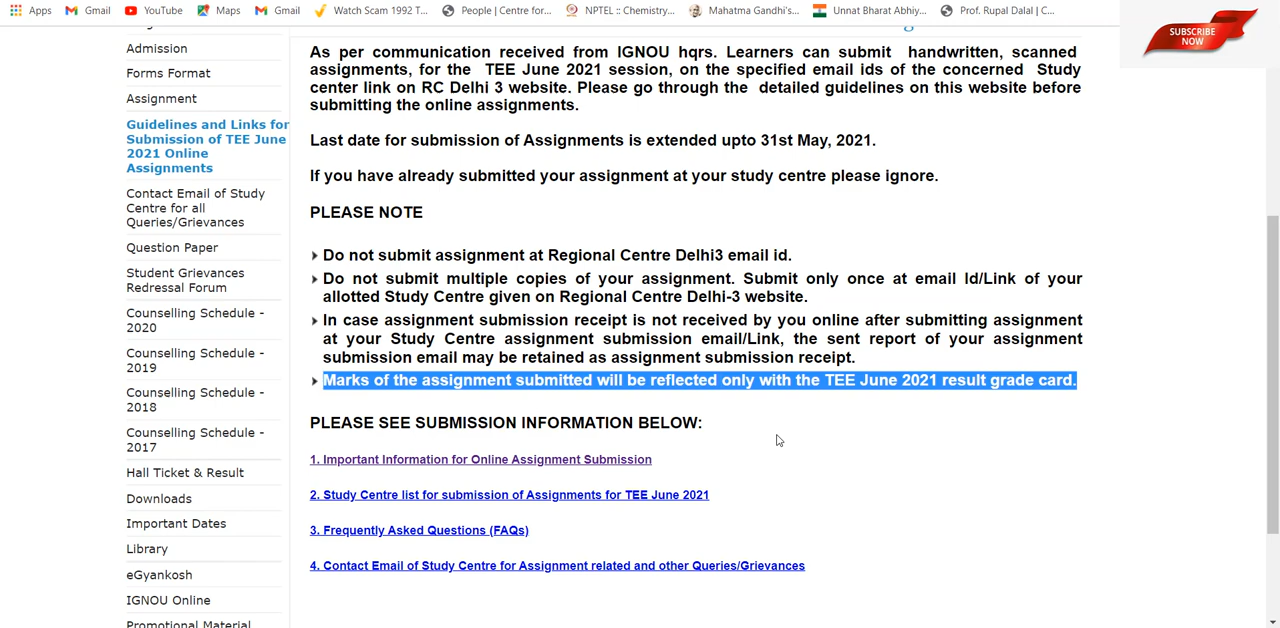 Apps
Gmail
YouTube
Maps
Gmail
Watch Scam 1992 T...
People | Centre for...
NPTEL :: Chemistry...
Mahatma Gandhi's...
Unnat Bharat Abhiy...
Prof. Rupal Dalal | C...
SUBSCRIBE
NOW
Admission
Forms Format
Assignment
Guidelines and Links for
Submission of TEE June
2021 Online
Assignments
Contact Email of Study
Centre for all
Queries/Grievances
Question Paper
Student Grievances
Redressal Forum
Counselling Schedule -
2020
Counselling Schedule -
2019
Counselling Schedule -
2018
Counselling Schedule -
2017
Hall Ticket & Result
Downloads
Important Dates
Library
eGyankosh
IGNOU Online
Promotional Material
As per communication received from IGNOU hqrs. Learners can submit handwritten, scanned
assignments, for the TEE June 2021 session, on the specified email ids of the concerned Study
center link on RC Delhi 3 website. Please go through the detailed guidelines on this website before
submitting the online assignments.
Last date for submission of Assignments is extended upto 31st May, 2021.
If you have already submitted your assignment at your study centre please ignore.
PLEASE NOTE
Do not submit assignment at Regional Centre Delhi3 email id.
Do not submit multiple copies of your assignment. Submit only once at email Id/Link of your
allotted Study Centre given on Regional Centre Delhi-3 website.
In case assignment submission receipt is not received by you online after submitting assignment
at your Study Centre assignment submission email/Link, the sent report of your assignment
submission email may be retained as assignment submission receipt.
Marks of the assignment submitted will be reflected only with the TEE June 2021 result grade card.
PLEASE SEE SUBMISSION INFORMATION BELOW:
1. Important Information for Online Assignment Submission
2. Study Centre list for submission of Assignments for TEE June 2021
3. Frequently Asked Questions (FAQs)
4. Contact Email of Study Centre for Assignment related and other Queries/Grievances